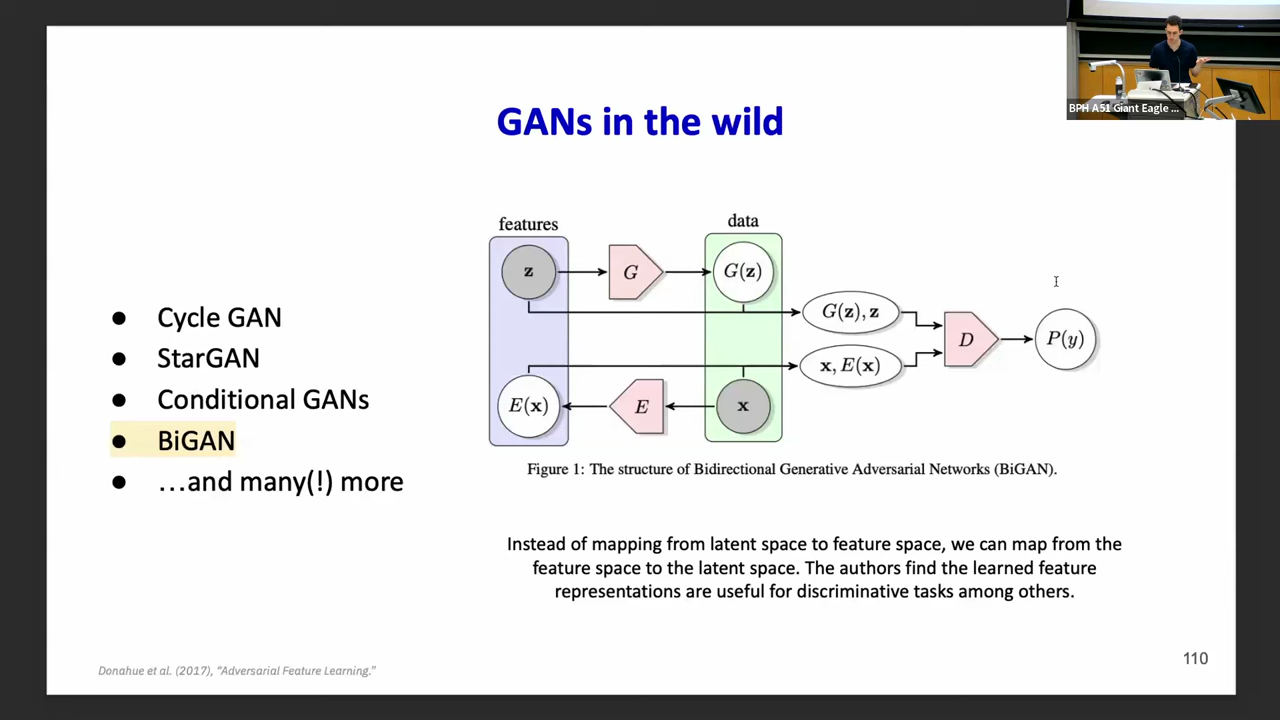 BPH A51 Giant Eagle ...
GANs in the wild
● Cycle GAN
● StarGAN
● Conditional GANs
● BiGAN
● …and many(!) more
features
data
z
G
G(z)
G(z), z
x, E(x)
D
P(y)
E(x)
E
x
Figure 1: The structure of Bidirectional Generative Adversarial Networks (BiGAN).
Instead of mapping from latent space to feature space, we can map from the
feature space to the latent space. The authors find the learned feature
representations are useful for discriminative tasks among others.
Donahue et al. (2017), “Adversarial Feature Learning.”
110